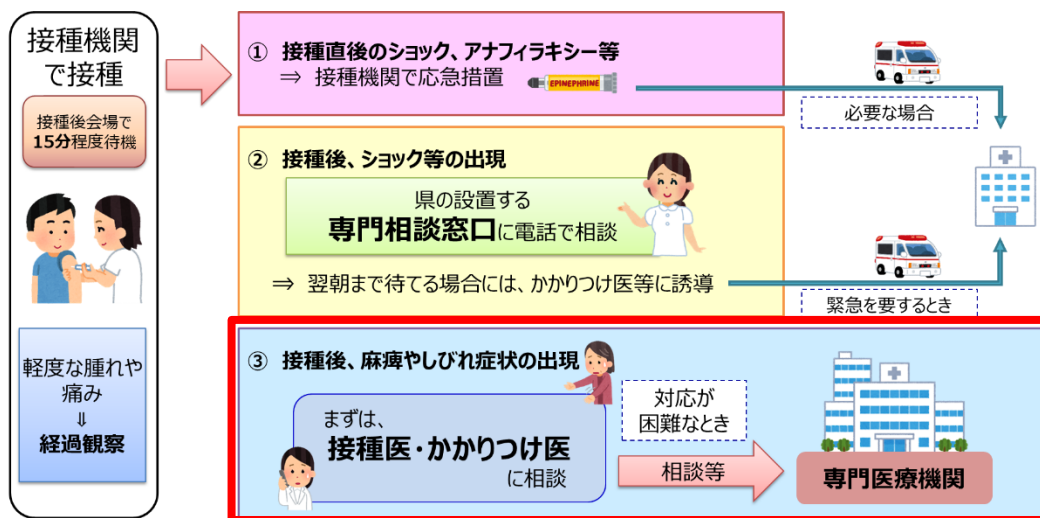 接種機関
で接種
接種後会場で
15分程度待機
軽度な腫れや
痛み
⇓
経過観察
① 接種直後のショック、アナフィラキシー等
⇒ 接種機関で応急措置
EPINEPHRINE
必要な場合
② 接種後、ショック等の出現
県の設置する
専門相談窓口に電話で相談
⇒ 翌朝まで待てる場合には、かかりつけ医等に誘導
緊急を要するとき
③ 接種後、麻痺やしびれ症状の出現
まずは、
接種医・かかりつけ医
に相談
対応が
困難なとき
相談等
専門医療機関